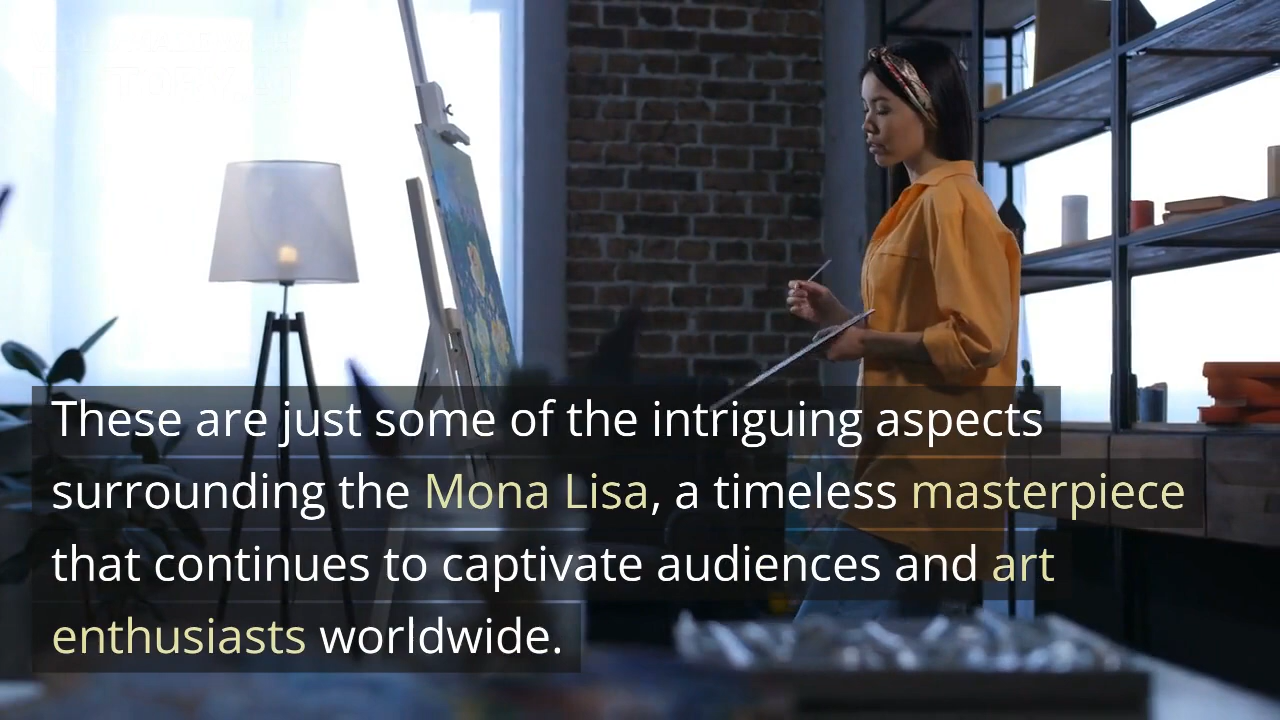 These are just some of the intriguing aspects
surrounding the Mona Lisa, a timeless masterpiece
that continues to captivate audiences and art
enthusiasts worldwide.